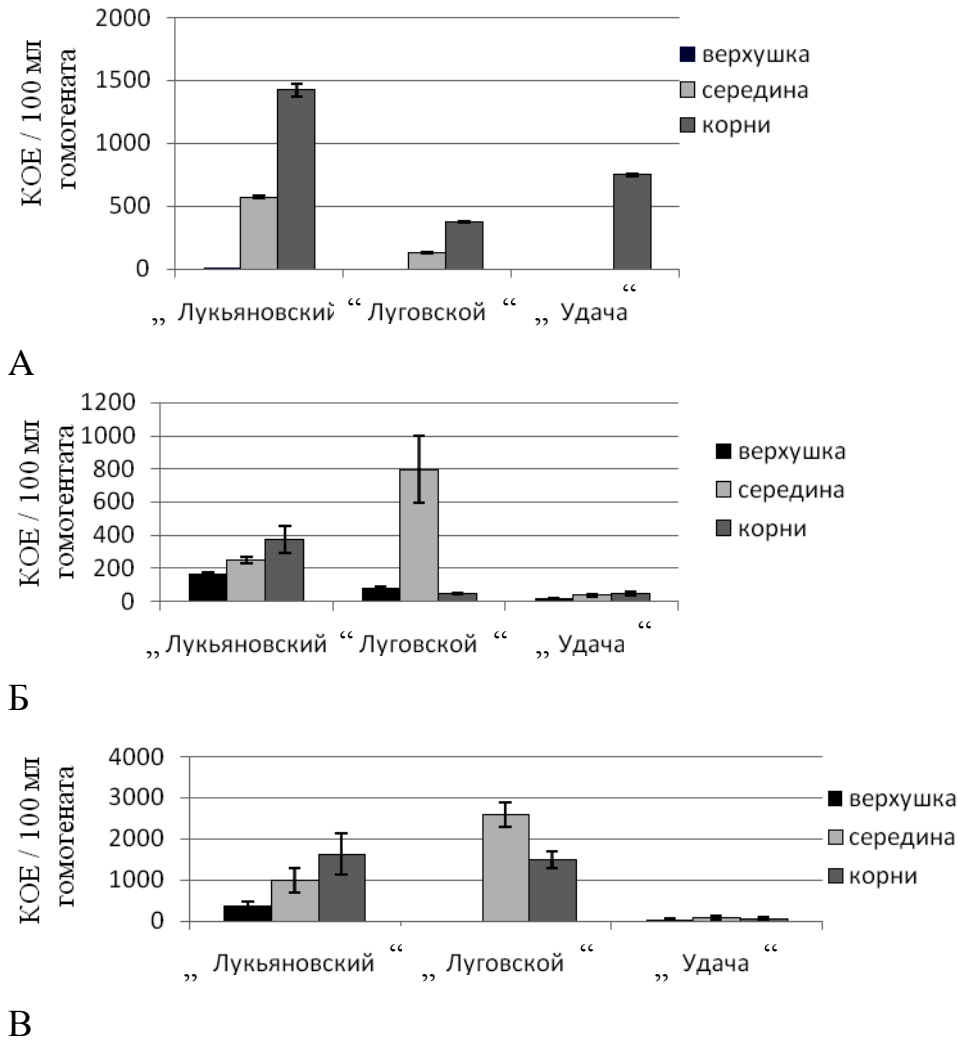 КОЕ / 100 мл
гомогената
2000
1500
1000
500
0
верхушка
середина
корни
„ Лукьяновский “ Луговской “ „ Удача “
А
КОЕ / 100 мл
гомогентата
1200
1000
800
600
400
200
0
верхушка
середина
корни
„ Лукьяновский “ Луговской “ „ Удача “
Б
КОЕ / 100 мл
гомогената
4000
3000
2000
1000
0
верхушка
середина
корни
„ Лукьяновский “ „ Луговской “ „ Удача “
В